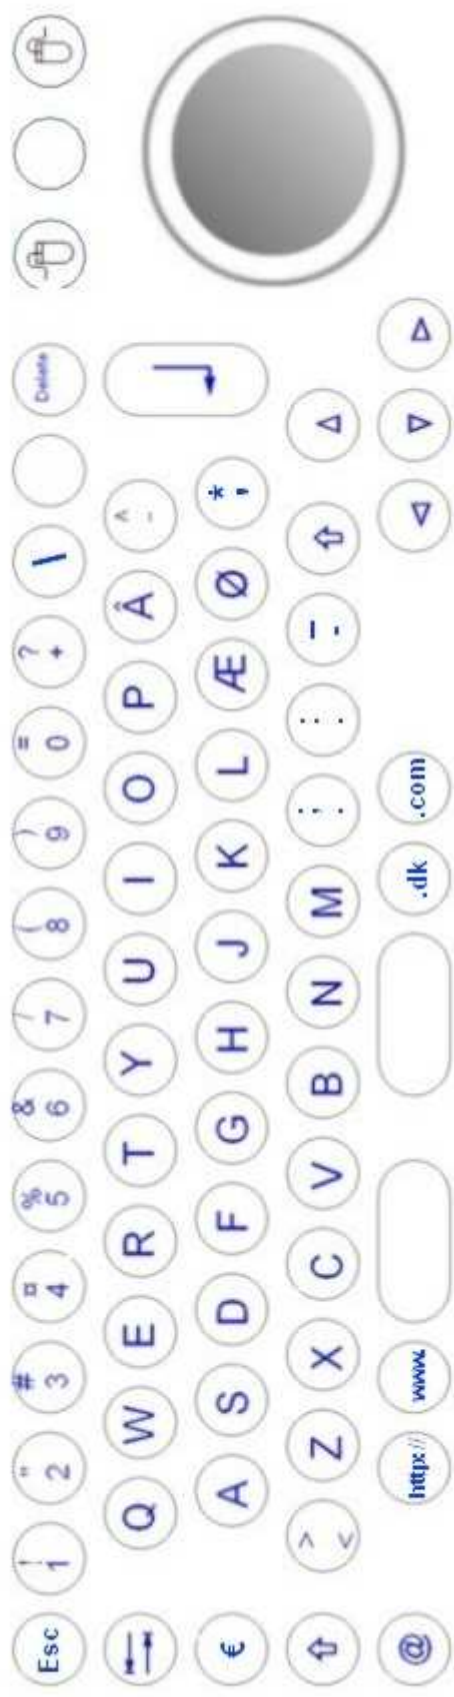 Esc ! 1 " 2 # 3 ¤ 4 % 5 & 6 / 7 ( 8 ) 9 = 0 ? + \ Delete
Q W E R T Y U I O P Â ^ -
€ A S D F G H J K L Æ Ø * '
> < Z X C V B N M ; , : . _ -
@ http:// www. .dk .com